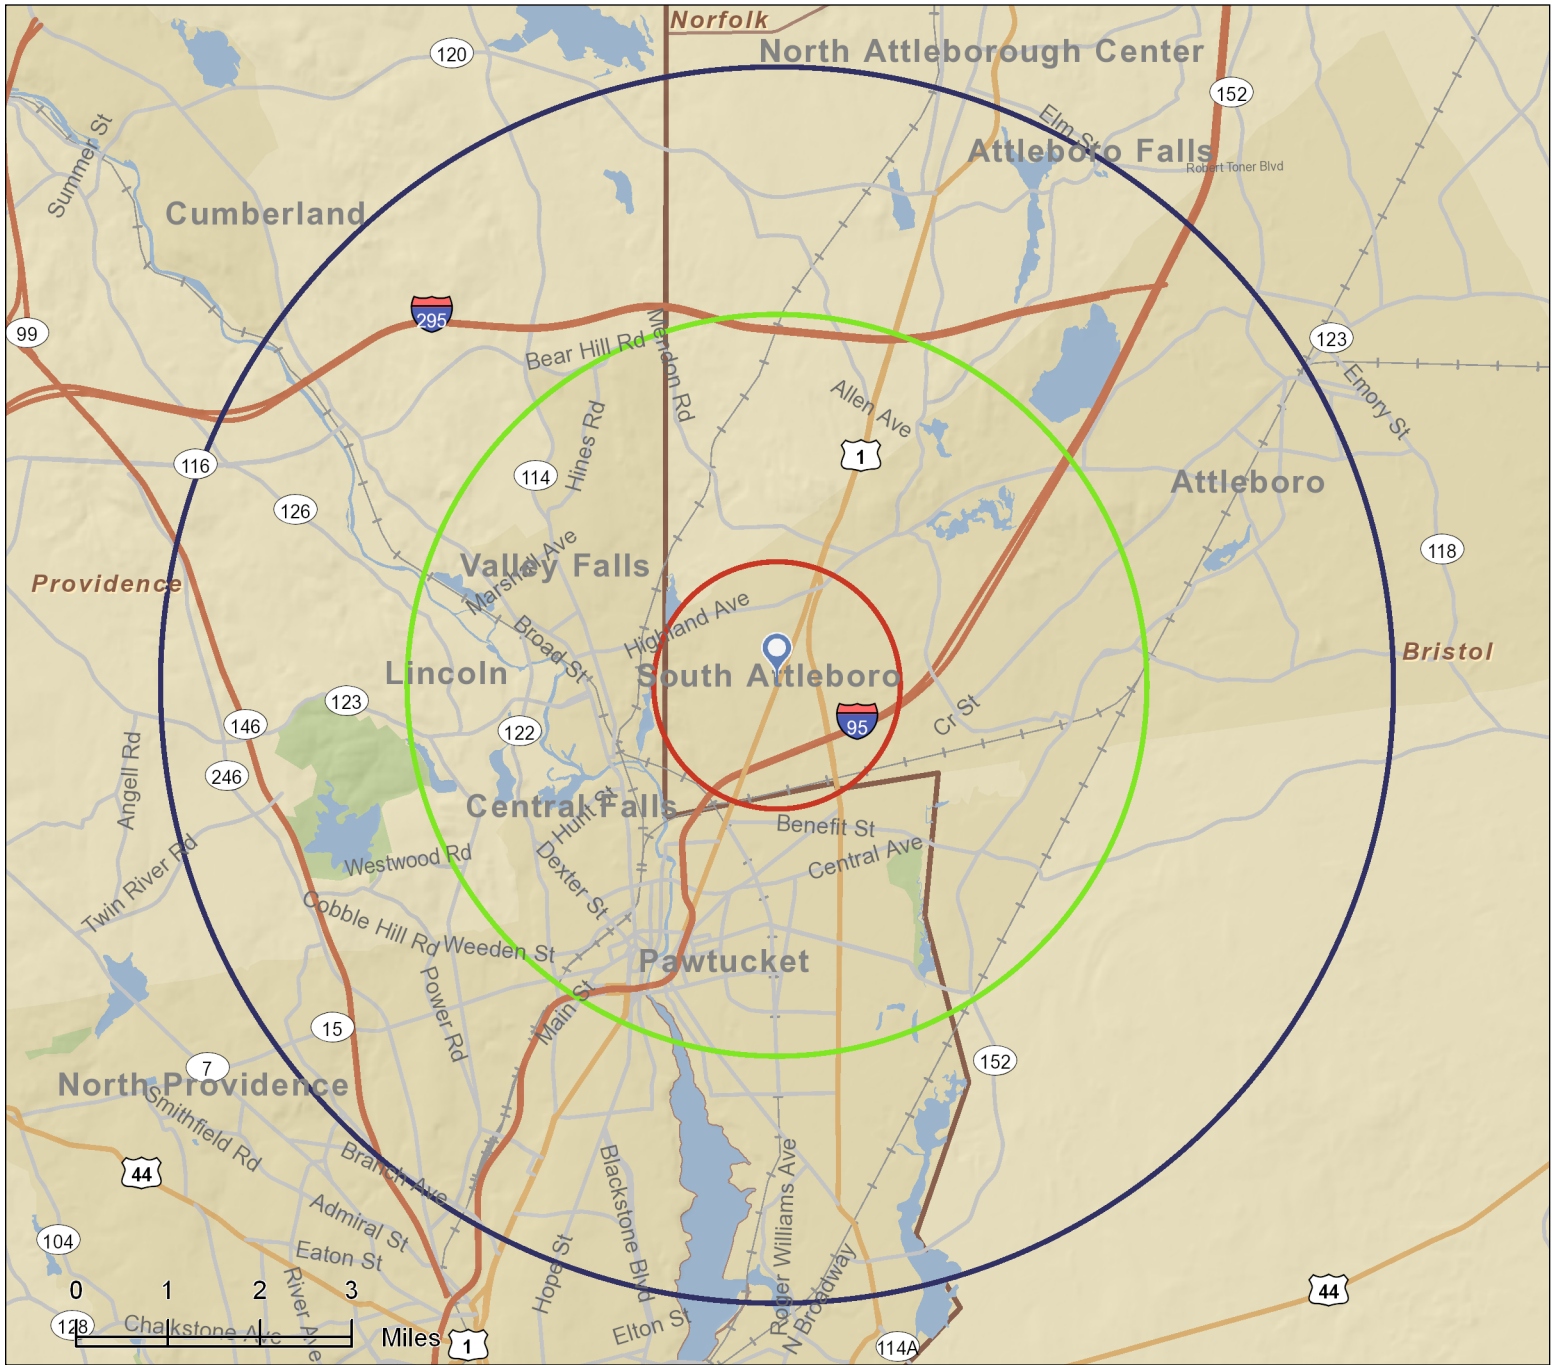 Norfolk
North Attleborough Center
120
152
Elm St
Attleboro Falls
Robert Toner Blvd
Summer St
Cumberland
295
99
Mendon Rd
Bear Hill Rd
123
Emory St
Allen Ave
Hines Rd
1
116
114
Attleboro
126
118
Valley Falls
Marshall Ave
Providence
Highland Ave
Broad St
Bristol
Lincoln
South Attleboro
123
146
122
95
Cr St
246
Angell Rd
Central Falls
Hunt St
Benefit St
Central Ave
Westwood Rd
Dexter St
Twin River Rd
Cobble Hill Rd
Weeden St
Pawtucket
Power Rd
Main St
15
7
152
North Providence
Smithfield Rd
Branch Ave
44
Blackstone Blvd
Roger Williams Ave
Admiral St
104
Eaton St
Hope St
N Broadway
River Ave
44
0 1 2 3
Miles
128
Chalkstone Ave
Elton St
1
114A